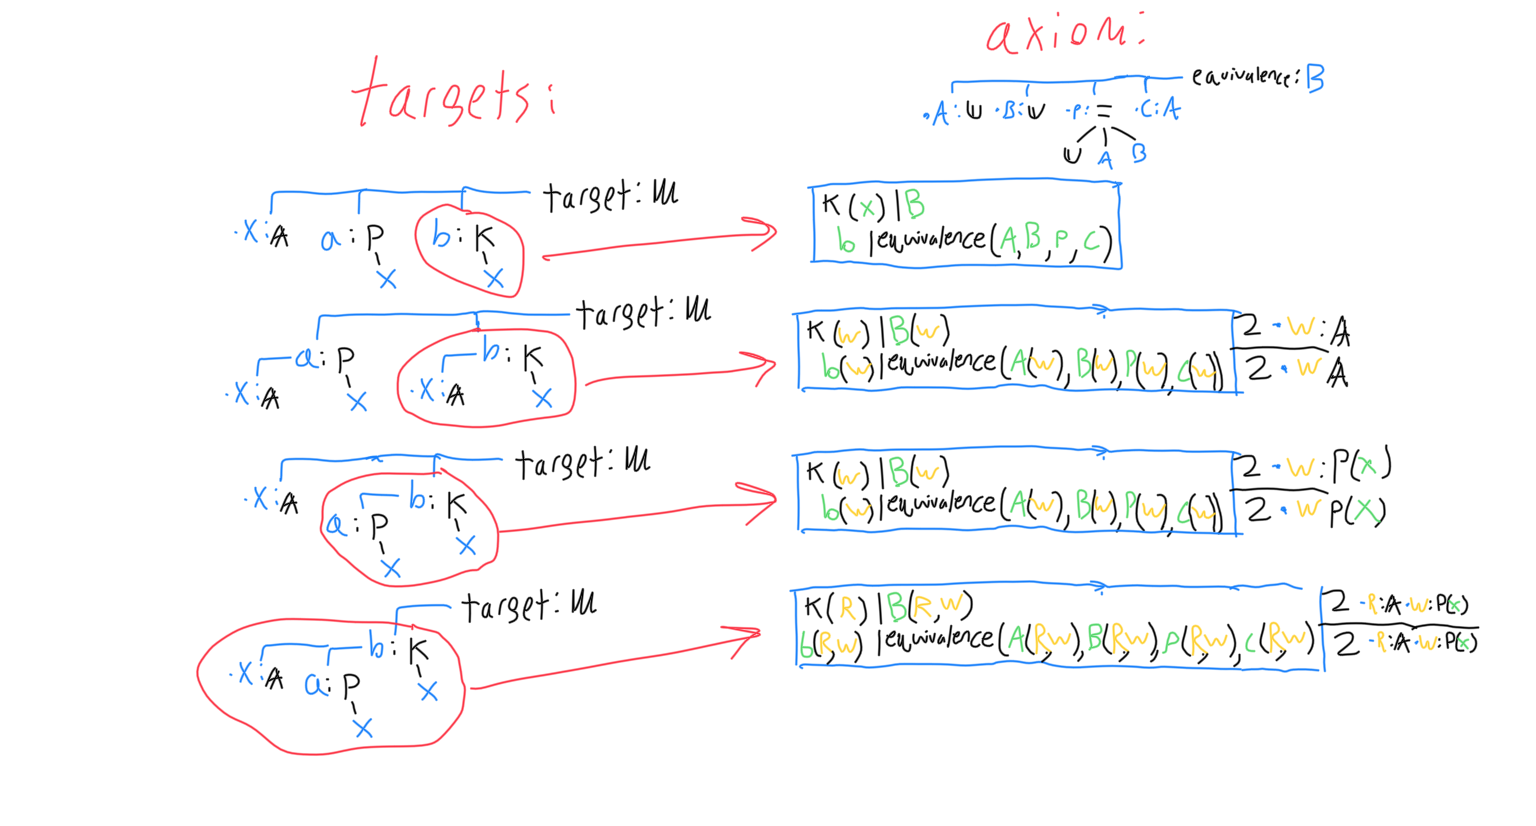 axiom:
targets:
equivalence: B
·A:U ·B:U ·P:= ·C:A
U A B
target: U
·X:A a:P b:K
X X
K(x)|B
b|equivalence(A,B,P,C)
target: U
a:P b:K
·X:A X ·X:A X
K(w)|B(w)
b(w)|equivalence(A(w),B(w),P(w),C(w))
2 ·w:A
2 ·w A
target: U
·X:A b:K
a:P X
X
K(w)|B(w)
b(w)|equivalence(A(w),B(w),P(w),C(w))
2 ·w:P(x)
2 ·w P(X)
target: U
b:K
·X:A a:P X
X
K(R)|B(R,w)
b(R,w)|equivalence(A(R,w),B(R,w),P(R,w),C(R,w))
2 ·R:A ·w:P(x)
2 ·R:A ·w:P(x)